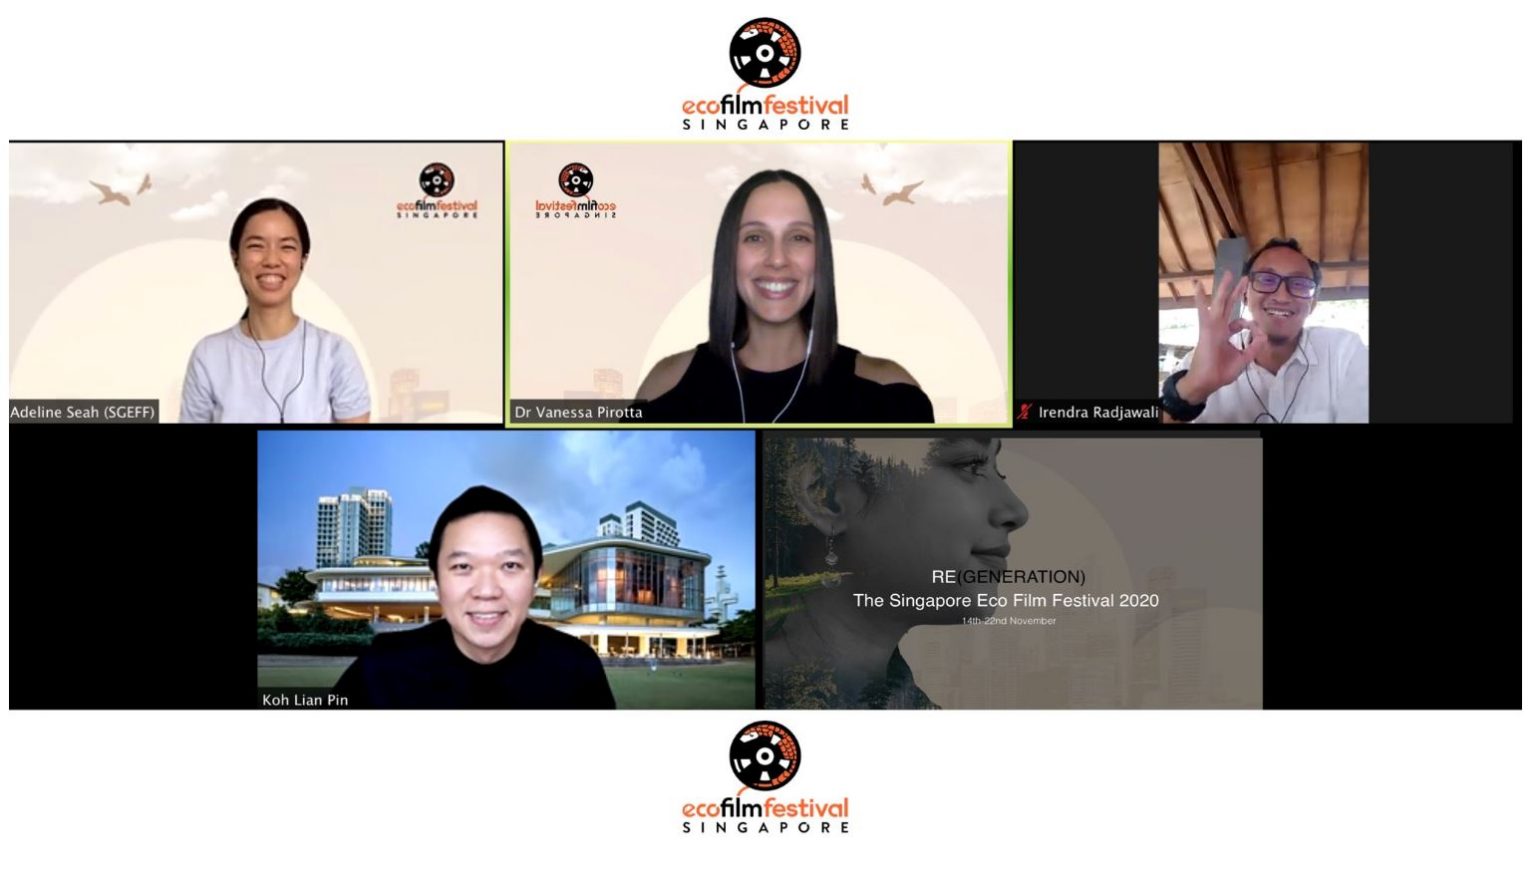 ecofilmfestival
SINGAPORE
ecofilmfestival
SINGAPORE
ecofilmfestival
SINGAPORE
Adeline Seah (SGEFF)
Dr Vanessa Pirotta
Irendra Radjawali
RE(GENERATION)
The Singapore Eco Film Festival 2020
14th-22nd November
Koh Lian Pin
ecofilmfestival
SINGAPORE